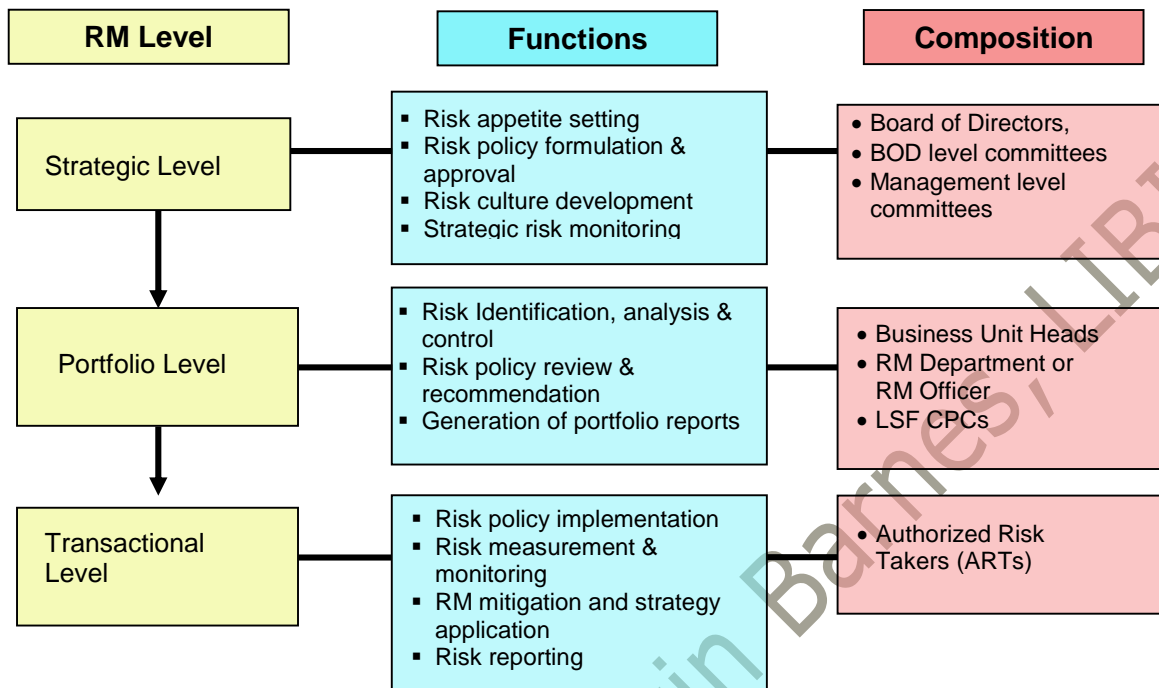 RM Level
Functions
Composition
Strategic Level
▪ Risk appetite setting
▪ Risk policy formulation &
approval
▪ Risk culture development
▪ Strategic risk monitoring
• Board of Directors,
• BOD level committees
• Management level
committees
Portfolio Level
▪ Risk Identification, analysis &
control
▪ Risk policy review &
recommendation
▪ Generation of portfolio reports
• Business Unit Heads
• RM Department or
RM Officer
• LSF CPCs
Transactional
Level
▪ Risk policy implementation
▪ Risk measurement &
monitoring
▪ RM mitigation and strategy
application
▪ Risk reporting
• Authorized Risk
Takers (ARTs)
Barnes,